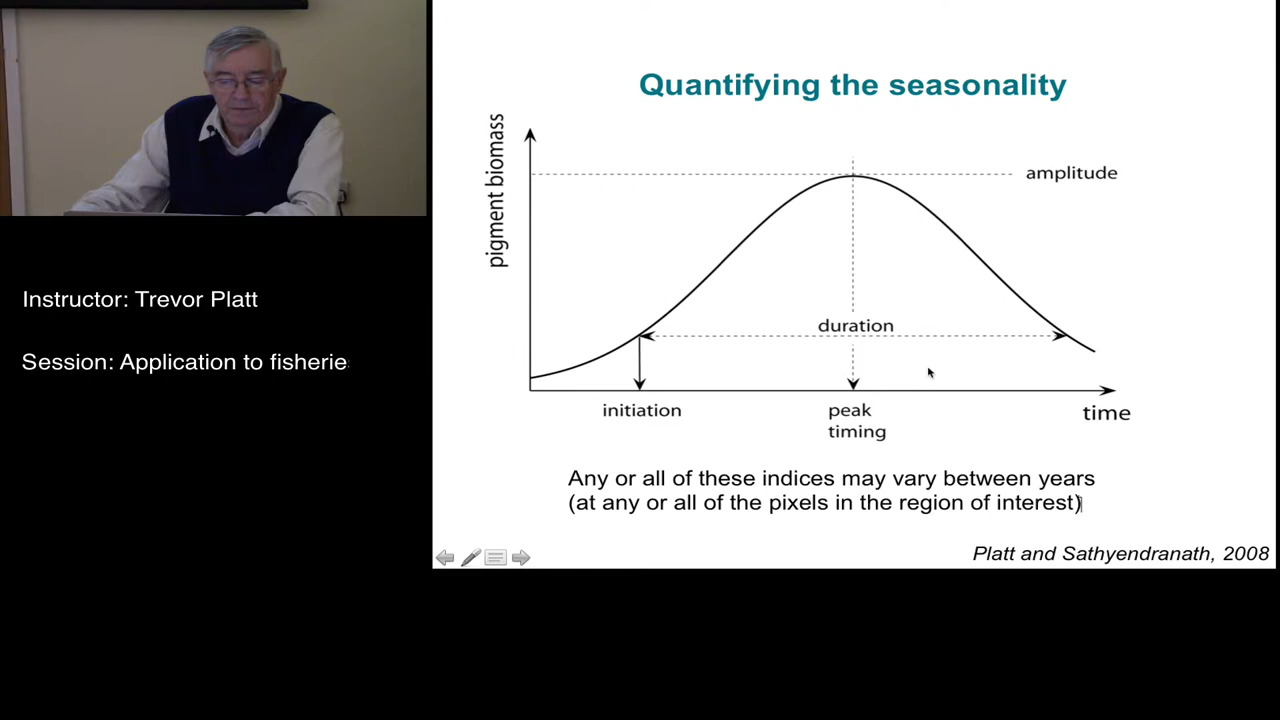 Instructor: Trevor Platt
Session: Application to fisherie
Quantifying the seasonality
pigment biomass
amplitude
duration
initiation
peak
timing
time
Any or all of these indices may vary between years
(at any or all of the pixels in the region of interest)
Platt and Sathyendranath, 2008